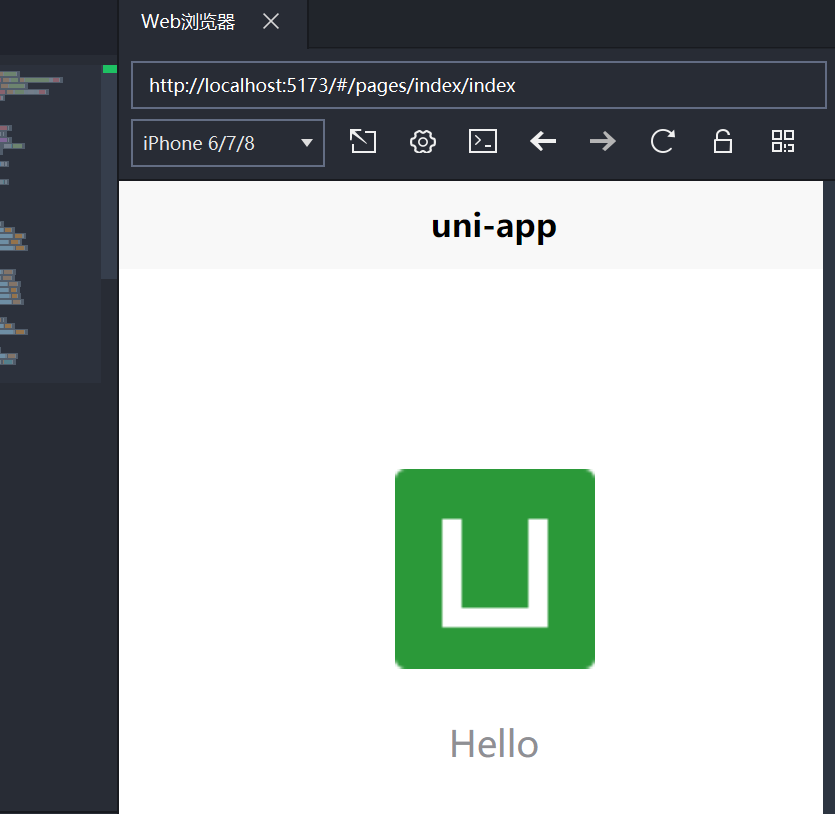 Web浏览器
http://localhost:5173/#/pages/index/index
iPhone 6/7/8
uni-app
Hello